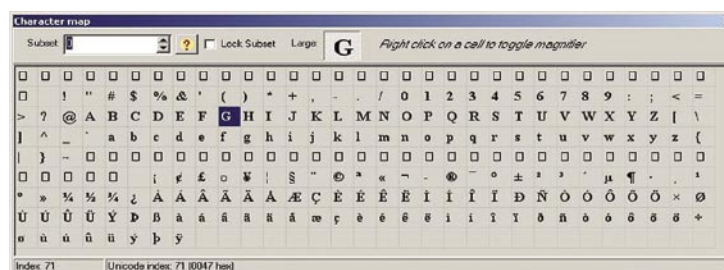 Character map
Subset: 0 ? Lock Subset Large: G Right click on a cell to toggle magnifier
! " # $ % & ' ( ) * + , - . / 0 1 2 3 4 5 6 7 8 9 : ; < =
> ? @ A B C D E F G H I J K L M N O P Q R S T U V W X Y Z [ \
] ^ _ ` a b c d e f g h i j k l m n o p q r s t u v w x y z {
| } ~
¡ ¢ £ ¤ ¥ ¦ § ¨ © ª « ¬ - ® ¯ ° ± ² ³ ´ µ ¶ · ¸ ¹
º » ¼ ½ ¾ ¿ À Á Â Ã Ä Å Æ Ç È É Ê Ë Ì Í Î Ï Ð Ñ Ò Ó Ô Õ Ö × Ø
Ù Ú Û Ü Ý Þ ß à á â ã ä å æ ç è é ê ë ì í î ï ð ñ ò ó ô õ ö ÷
ø ù ú û ü ý þ ÿ
Index: 71 Unicode index: 71 (0047 hex)